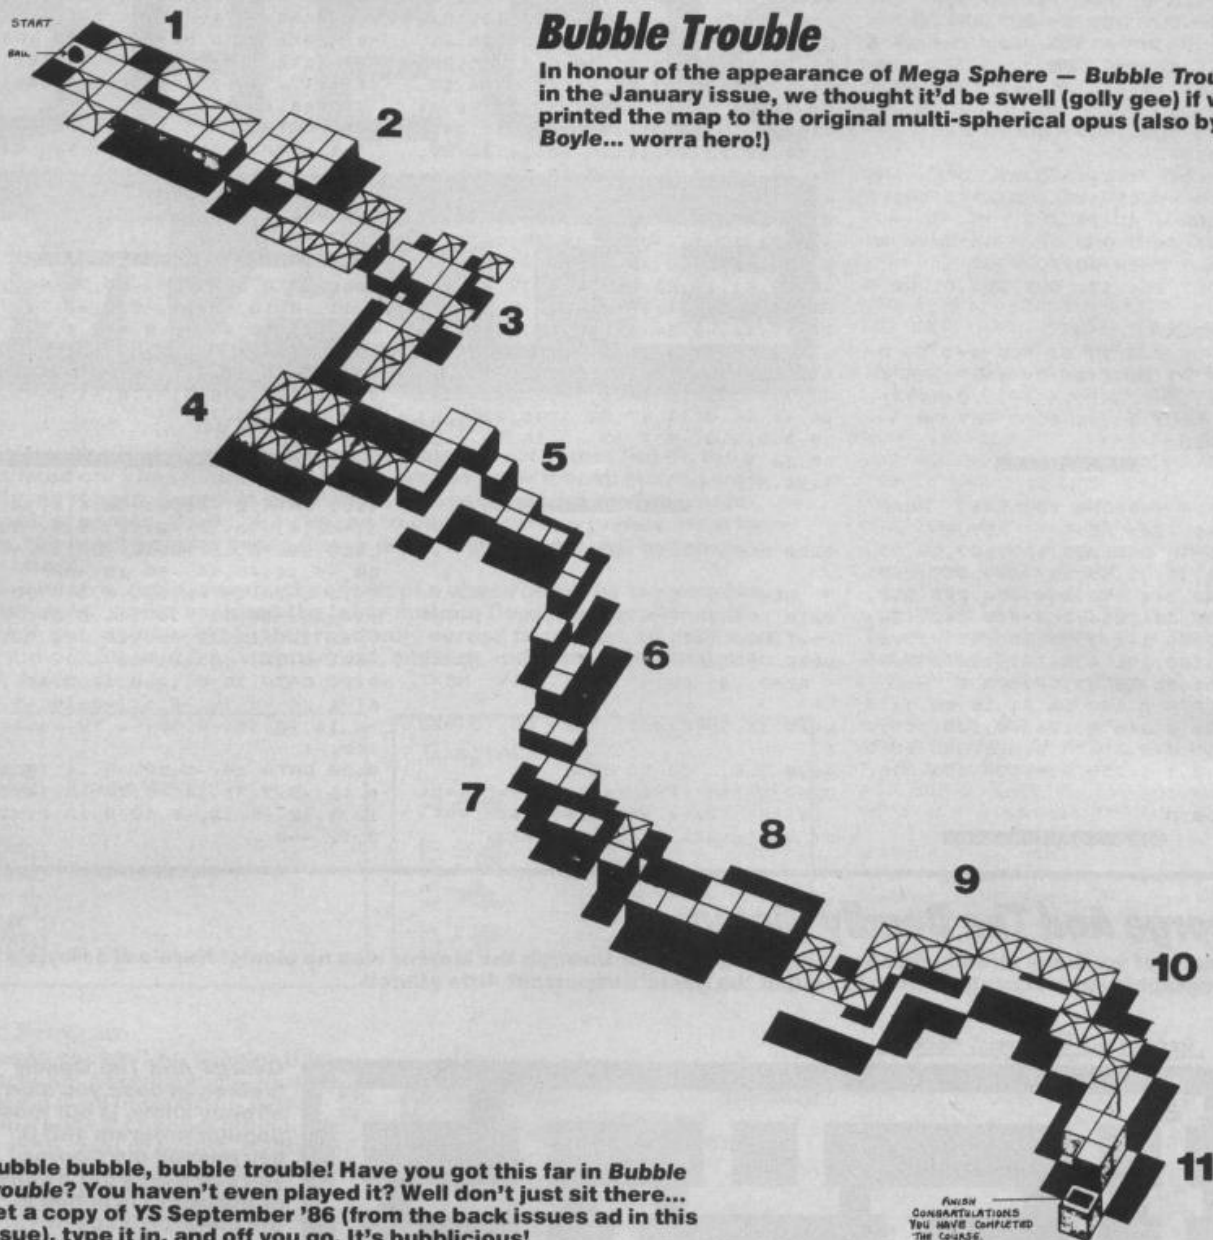 Bubble Trouble
In honour of the appearance of Mega Sphere — Bubble Trou
in the January issue, we thought it'd be swell (golly gee) if w
printed the map to the original multi-spherical opus (also by
Boyle... worra hero!)
START
BALL
1
2
3
4
5
6
7
8
9
10
11
FINISH
CONGRATULATIONS
YOU HAVE COMPLETED
THE COURSE.
ubble bubble, bubble trouble! Have you got this far in Bubble
rouble? You haven't even played it? Well don't just sit there...
et a copy of YS September '86 (from the back issues ad in this
sue), type it in, and off you go. It's bubblicious!